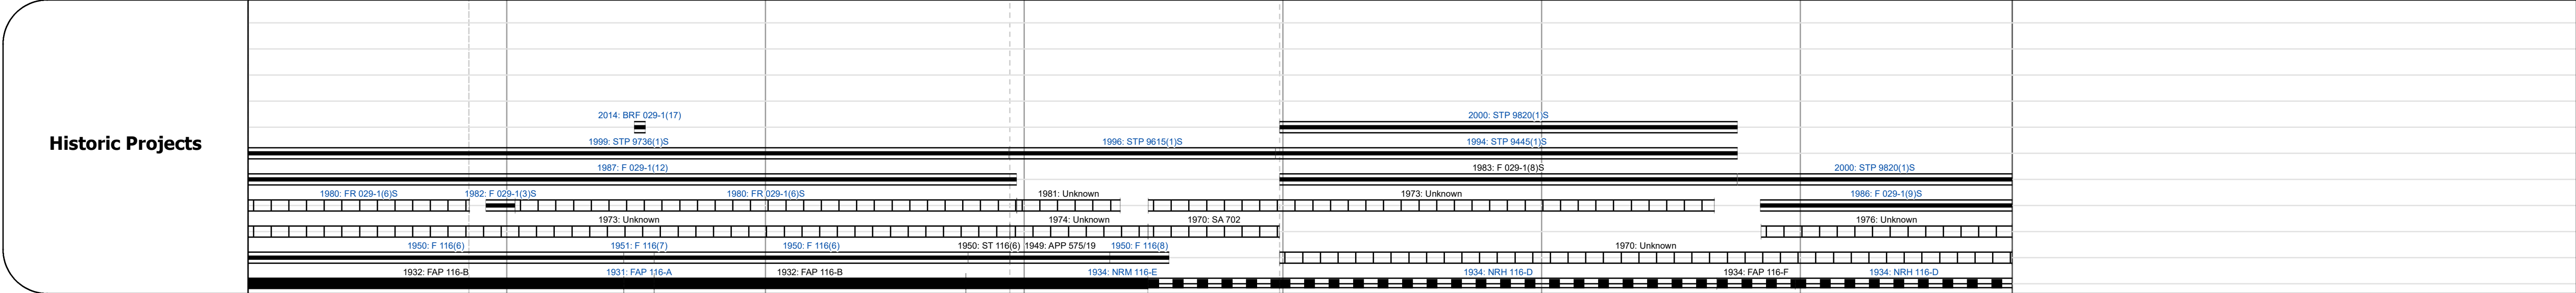 2014: BRF 029-1(17)
2000: STP 9820(1)S
Historic Projects
1999: STP 9736(1)S
1996: STP 9615(1)S
1994: STP 9445(1)S
1987: F 029-1(12)
1983: F 029-1(8)S
2000: STP 9820(1)S
1980: FR 029-1(6)S
1982: F 029-1(3)S
1980: FR 029-1(6)S
1981: Unknown
1973: Unknown
1986: F 029-1(9)S
1973: Unknown
1974: Unknown
1970: SA 702
1976: Unknown
1950: F 116(6)
1951: F 116(7)
1950: F 116(6)
1950: ST 116(6)
1949: APP 575/19
1950: F 116(8)
1970: Unknown
1932: FAP 116-B
1931: FAP 116-A
1932: FAP 116-B
1934: NRM 116-E
1934: NRH 116-D
1934: FAP 116-F
1934: NRH 116-D